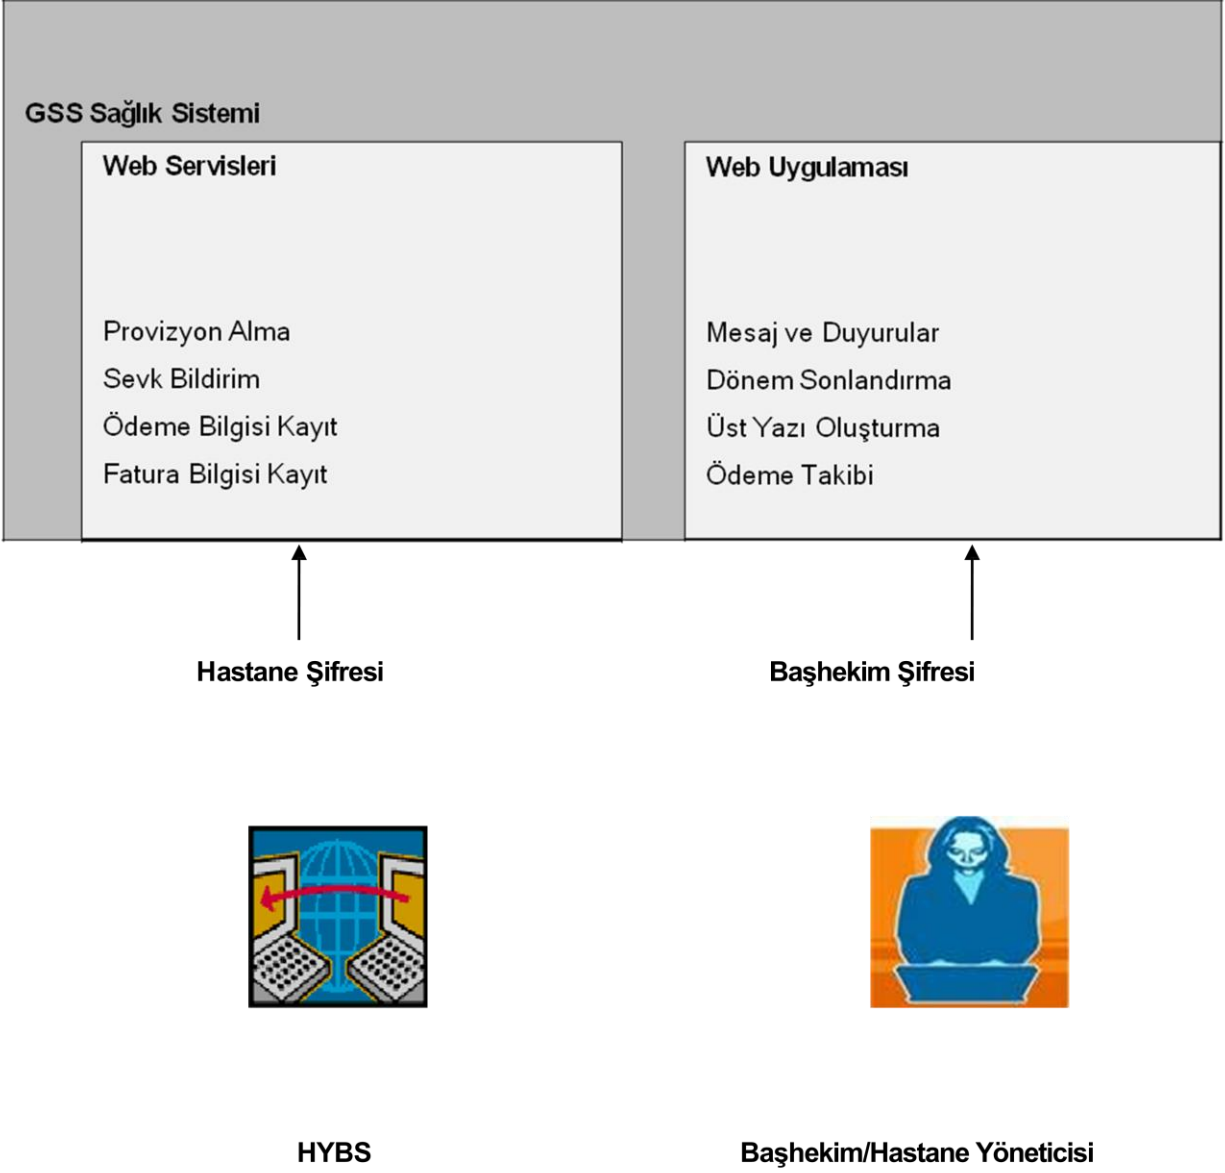 GSS Sağlık Sistemi
Web Servisleri
Provizyon Alma
Sevk Bildirim
Ödeme Bilgisi Kayıt
Fatura Bilgisi Kayıt
Web Uygulaması
Mesaj ve Duyurular
Dönem Sonlandırma
Üst Yazı Oluşturma
Ödeme Takibi
Hastane Şifresi
Başhekim Şifresi
HYBS
Başhekim/Hastane Yöneticisi